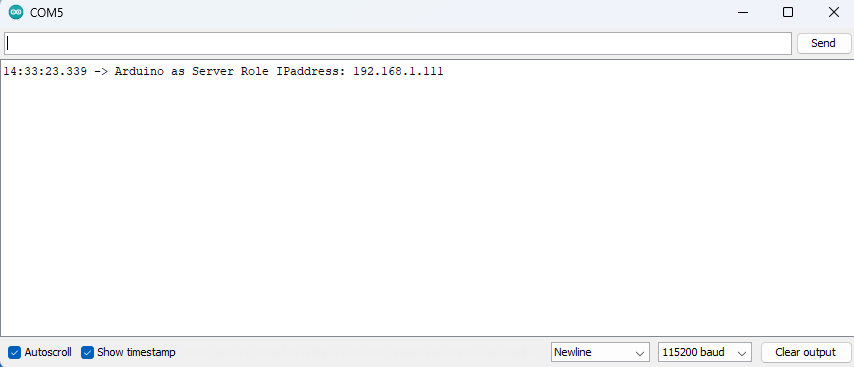 COM5
Send
14:33:23.339 -> Arduino as Server Role IPaddress: 192.168.1.111
Autoscroll Show timestamp Newline 115200 baud Clear output